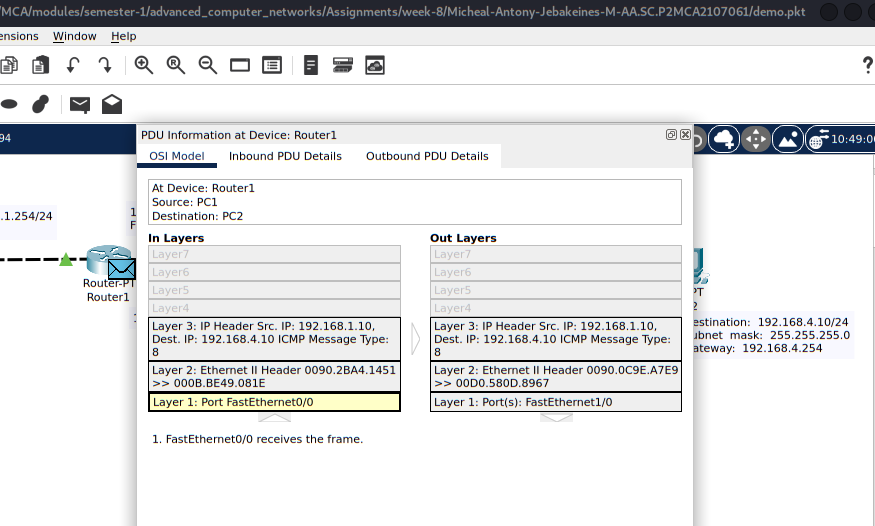 /MCA/modules/semester-1/advanced_computer_networks/Assignments/week-8/Micheal-Antony-Jebakeines-M-AA.SC.P2MCA2107061/demo.pkt
ensions Window Help
?
94
10:49:0
PDU Information at Device: Router1
OSI Model Inbound PDU Details Outbound PDU Details
At Device: Router1
Source: PC1
Destination: PC2
In Layers
Layer7
Layer6
Layer5
Layer4
Layer 3: IP Header Src. IP: 192.168.1.10,
Dest. IP: 192.168.4.10 ICMP Message Type:
8
Layer 2: Ethernet II Header 0090.2BA4.1451
>> 000B.BE49.081E
Layer 1: Port FastEthernet0/0
Out Layers
Layer7
Layer6
Layer5
Layer4
Layer 3: IP Header Src. IP: 192.168.1.10,
Dest. IP: 192.168.4.10 ICMP Message Type:
8
Layer 2: Ethernet II Header 0090.0C9E.A7E9
>> 00D0.580D.8967
Layer 1: Port(s): FastEthernet1/0
1. FastEthernet0/0 receives the frame.
.1.254/24
1
F
Router-PT
Router1
1
PT
2
estination: 192.168.4.10/24
ubnet mask: 255.255.255.0
ateway: 192.168.4.254